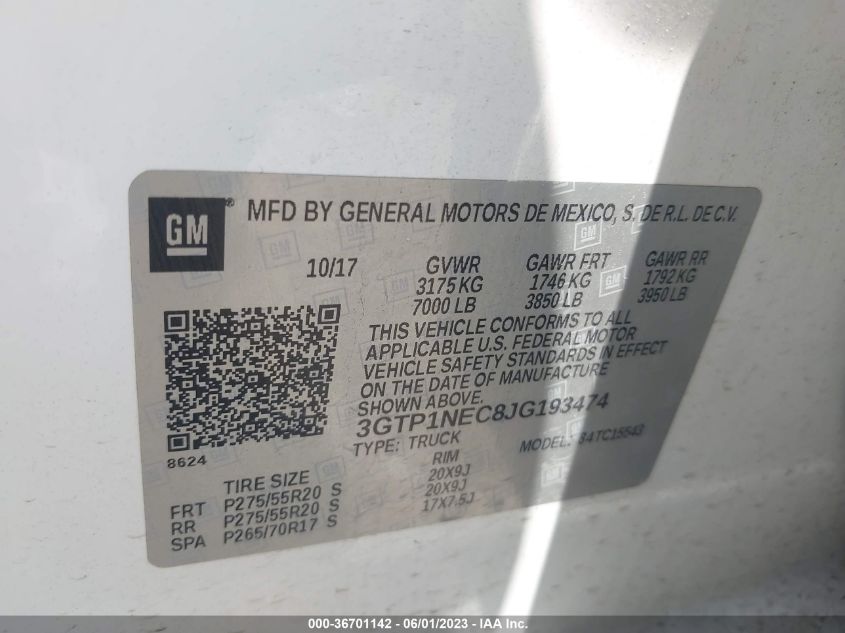 GM ® MFD BY GENERAL MOTORS DE MEXICO, S. DE R.L. DE C.V.
10/17 GVWR GAWR FRT GAWR RR
3175 KG 1746 KG 1792 KG
7000 LB 3850 LB 3950 LB
THIS VEHICLE CONFORMS TO ALL
APPLICABLE U.S. FEDERAL MOTOR
VEHICLE SAFETY STANDARDS IN EFFECT
ON THE DATE OF MANUFACTURE
SHOWN ABOVE.
3GTP1NEC8JG193474
8624
TYPE: TRUCK MODEL: 84TC15543
TIRE SIZE RIM
FRT P275/55R20 S 20X9J
RR P275/55R20 S 20X9J
SPA P265/70R17 S 17X7.5J
000-36701142 - 06/01/2023 - IAA Inc.